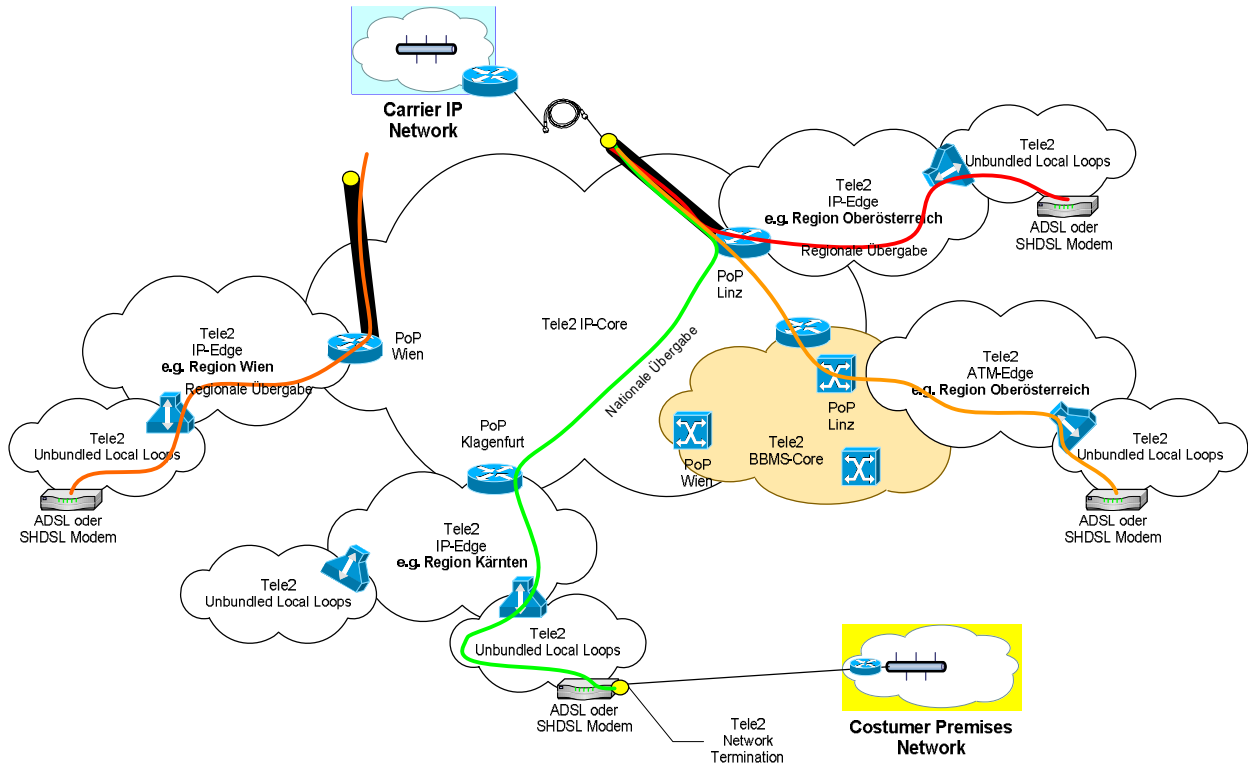 Carrier IP
Network
Tele2
Unbundled Local Loops
ADSL oder
SHDSL Modem
Tele2
IP-Edge
e.g. Region Oberösterreich
Regionale Übergabe
PoP
Linz
Tele2 IP-Core
Nationale Übergabe
PoP
Wien
Tele2
IP-Edge
e.g. Region Wien
Regionale Übergabe
Tele2
Unbundled Local Loops
ADSL oder
SHDSL Modem
Tele2
ATM-Edge
e.g. Region Oberösterreich
PoP
Linz
Tele2
BBMS-Core
PoP
Wien
Tele2
Unbundled Local Loops
ADSL oder
SHDSL Modem
PoP
Klagenfurt
Tele2
IP-Edge
e.g. Region Kärnten
Tele2
Unbundled Local Loops
Tele2
Unbundled Local Loops
ADSL oder
SHDSL Modem
Tele2
Network
Termination
Costumer Premises
Network